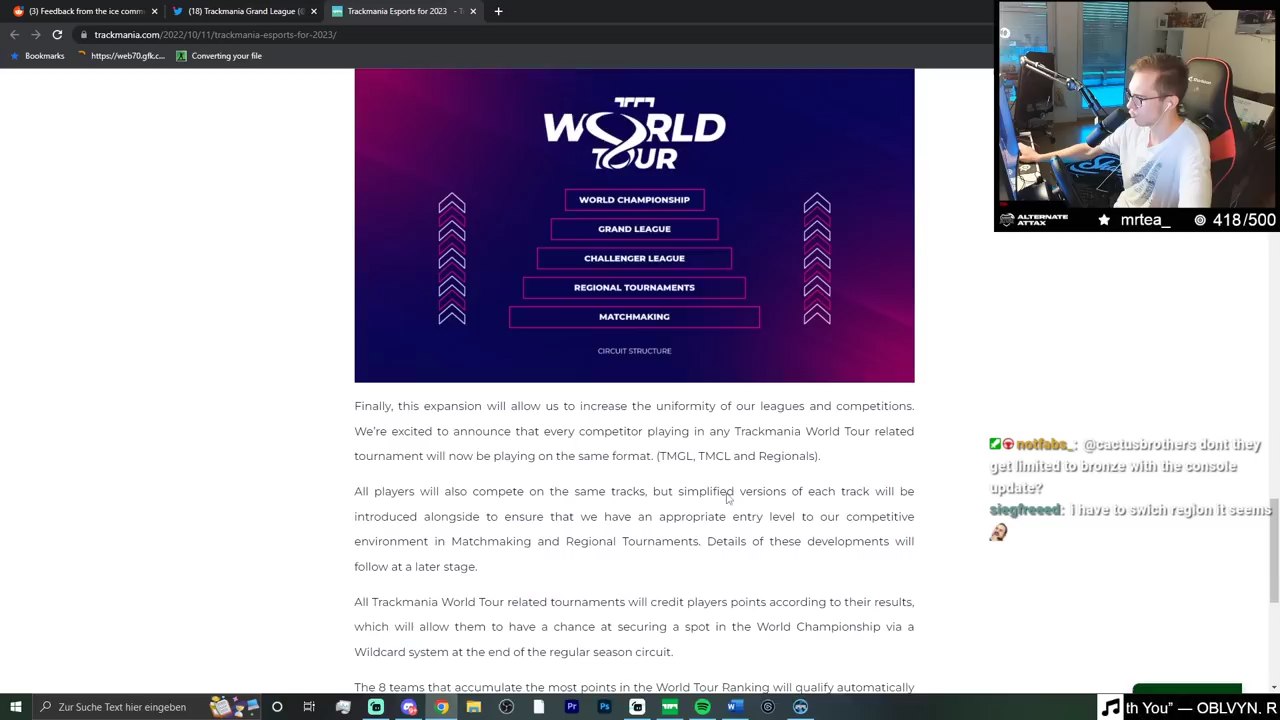 (3) Feedback from the ice comm
(18) Trackmania Grand League (
Trackmania Esports for 2023
trackmania.com/2022/10/11/trackmania-esports-for-2023/
Bookmarks
https://web70.gfk.c...
Converting your file
WORLD
TOUR
WORLD CHAMPIONSHIP
GRAND LEAGUE
CHALLENGER LEAGUE
REGIONAL TOURNAMENTS
MATCHMAKING
CIRCUIT STRUCTURE
Finally, this expansion will allow us to increase the uniformity of our leagues and competitions.
We're excited to announce that every competitor playing in any Trackmania World Tour related
tournament will now be playing on the same format. (TMGL, TMCL and Regionals).
All players will also compete on the same tracks, but simplified versions of each track will be
introduced alongside to ensure that we have an appropriate entry level to our competitive
environment in Matchmaking and Regional Tournaments. Details of these developments will
follow at a later stage.
All Trackmania World Tour related tournaments will credit players points according to their results,
which will allow them to have a chance at securing a spot in the World Championship via a
Wildcard system at the end of the regular season circuit.
The 8 teams that accumulate the most points in the World Tour Ranking will qualify automatically
ALTERNATE
ATTAX
mrtea_
418/500
notfabs_: @cactusbrothers dont they
get limited to bronze with the console
update?
siegfreeed: i have to swich region it seems
Zur Suche Text hier eingeben
th You" — OBLVYN, R